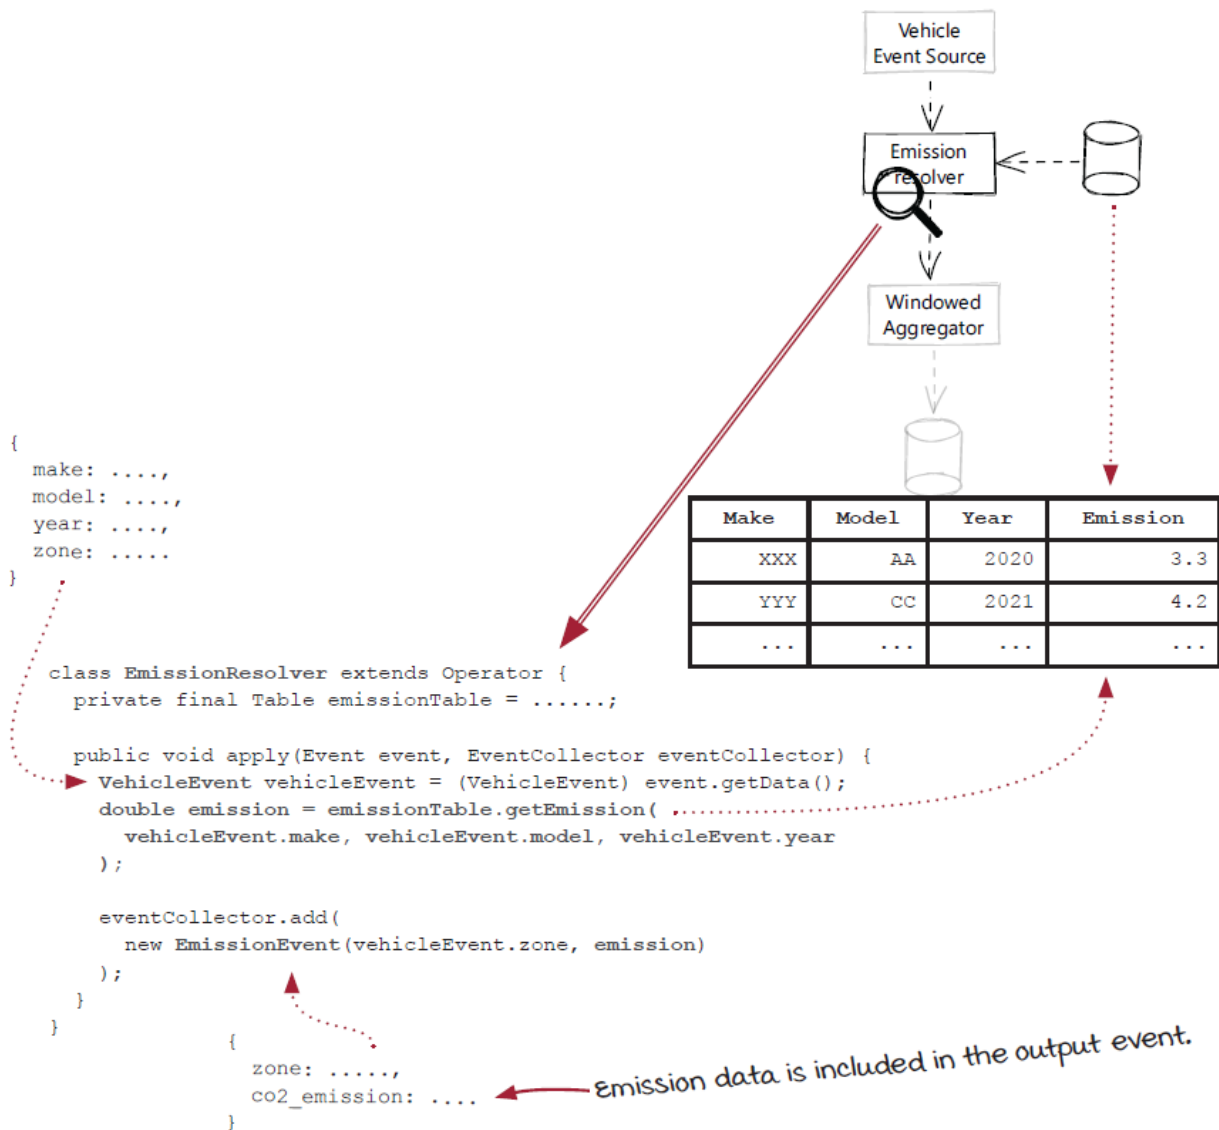 Vehicle
Event Source
Emission
resolver
Windowed
Aggregator
{
make: ....,
model: ....,
year: ....,
zone: .....
}
Make Model Year Emission
XXX AA 2020 3.3
YYY CC 2021 4.2
... ... ... ...
class EmissionResolver extends Operator {
private final Table emissionTable = ......;
public void apply(Event event, EventCollector eventCollector) {
VehicleEvent vehicleEvent = (VehicleEvent) event.getData();
double emission = emissionTable.getEmission(
vehicleEvent.make, vehicleEvent.model, vehicleEvent.year
);
eventCollector.add(
new EmissionEvent(vehicleEvent.zone, emission)
);
}
}
{
zone: .....,
co2_emission: ....
}
Emission data is included in the output event.